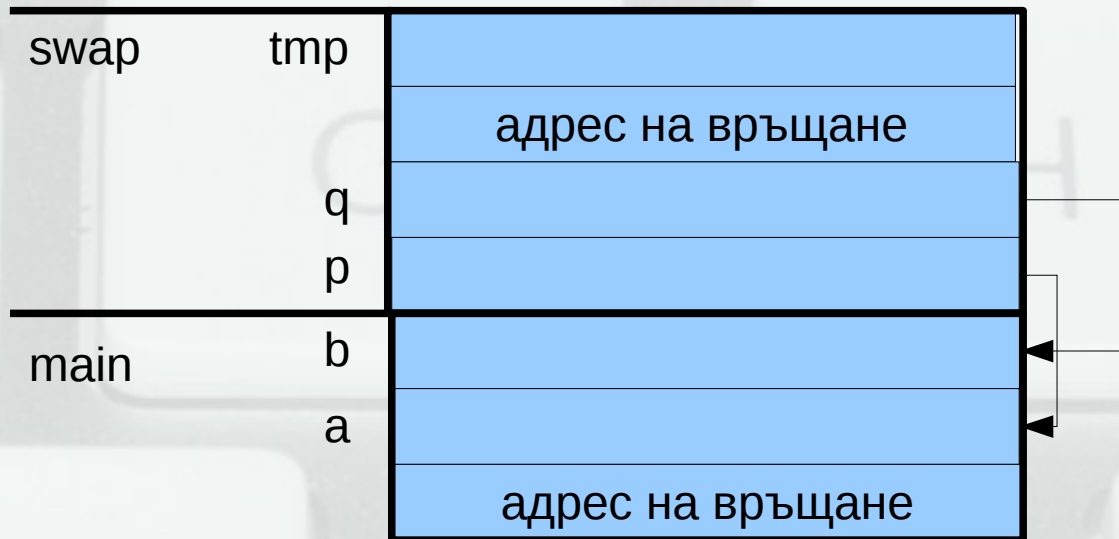 swap tmp
адрес на връщане
q
p
main b
a
адрес на връщане